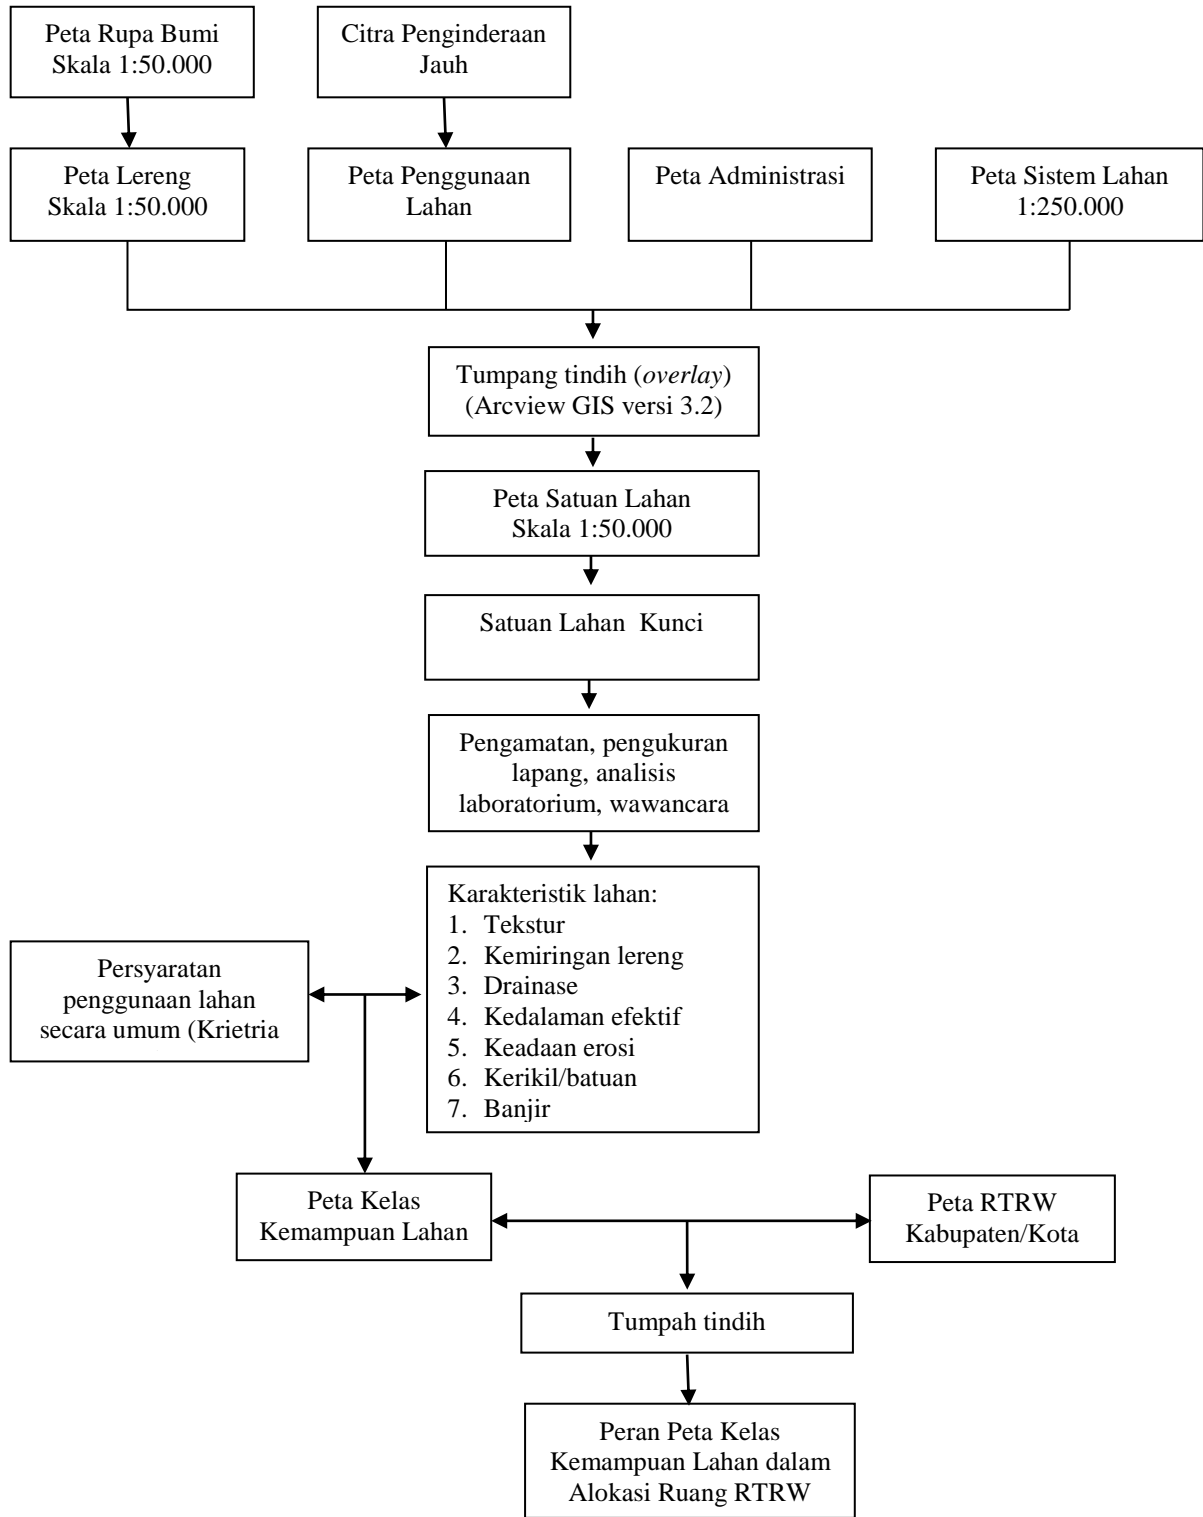 Peta Rupa Bumi
Skala 1:50.000
Citra Penginderaan
Jauh
Peta Lereng
Skala 1:50.000
Peta Penggunaan
Lahan
Peta Administrasi
Peta Sistem Lahan
1:250.000
Tumpang tindih (overlay)
(Arcview GIS versi 3.2)
Peta Satuan Lahan
Skala 1:50.000
Satuan Lahan Kunci
Pengamatan, pengukuran
lapang, analisis
laboratorium, wawancara
Karakteristik lahan:
1. Tekstur
2. Kemiringan lereng
3. Drainase
4. Kedalaman efektif
5. Keadaan erosi
6. Kerikil/batuan
7. Banjir
Persyaratan
penggunaan lahan
secara umum (Krietria
Peta Kelas
Kemampuan Lahan
Peta RTRW
Kabupaten/Kota
Tumpah tindih
Peran Peta Kelas
Kemampuan Lahan dalam
Alokasi Ruang RTRW